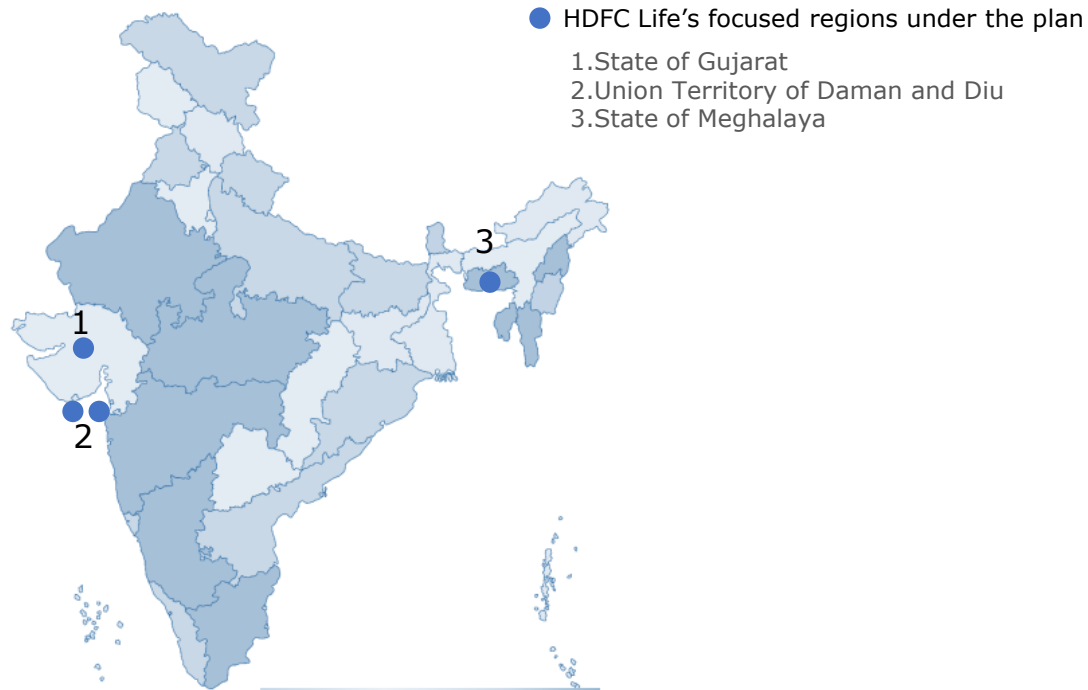 HDFC Life’s focused regions under the plan
1.State of Gujarat
2.Union Territory of Daman and Diu
3.State of Meghalaya
3
1
2